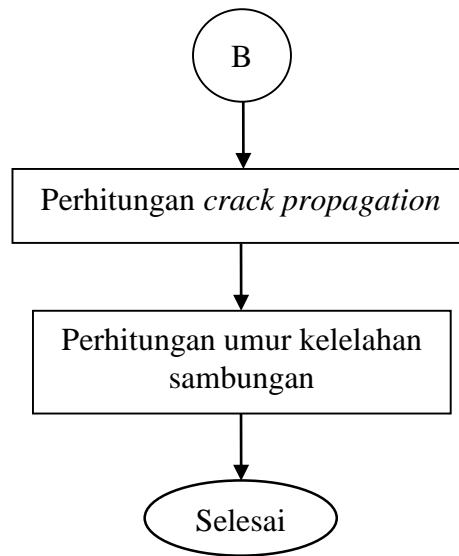 B
Perhitungan crack propagation
Perhitungan umur kelelahan
sambungan
Selesai